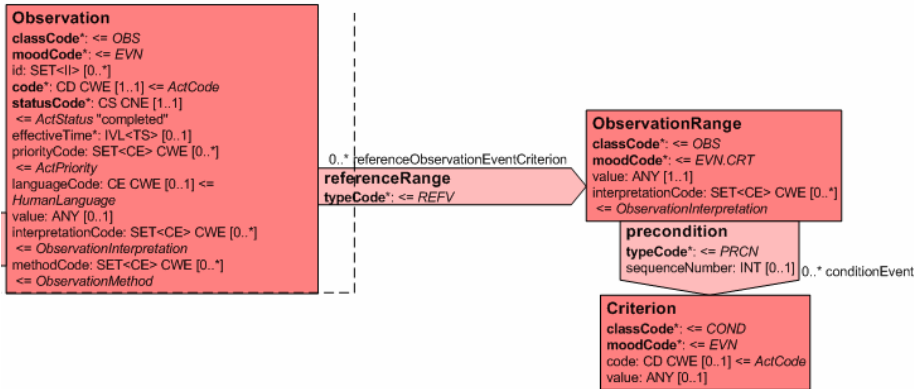 Observation
classCode*: <= OBS
moodCode*: <= EVN
id: SET<II> [0..*]
code*: CD CWE [1..1] <= ActCode
statusCode*: CS CNE [1..1]
<= ActStatus "completed"
effectiveTime*: IVL<TS> [0..1]
priorityCode: SET<CE> CWE [0..*]
<= ActPriority
languageCode: CE CWE [0..1] <=
HumanLanguage
value: ANY [0..1]
interpretationCode: SET<CE> CWE [0..*]
<= ObservationInterpretation
methodCode: SET<CE> CWE [0..*]
<= ObservationMethod
0..* referenceObservationEventCriterion
referenceRange
typeCode*: <= REFV
ObservationRange
classCode*: <= OBS
moodCode*: <= EVN.CRT
value: ANY [1..1]
interpretationCode: SET<CE> CWE [0..*]
<= ObservationInterpretation
precondition
typeCode*: <= PRCN
sequenceNumber: INT [0..1]
0..* conditionEvent
Criterion
classCode*: <= COND
moodCode*: <= EVN
code: CD CWE [0..1] <= ActCode
value: ANY [0..1]